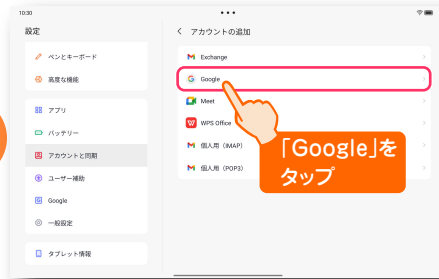 10:30
設定
ペンとキーボード
高度な機能
アプリ
バッテリー
アカウントと同期
ユーザー補助
Google
一般設定
タブレット情報
アカウントの追加
Exchange
Google
Meet
WPS Office
個人用（IMAP）
個人用（POP3）
「Google」を
タップ